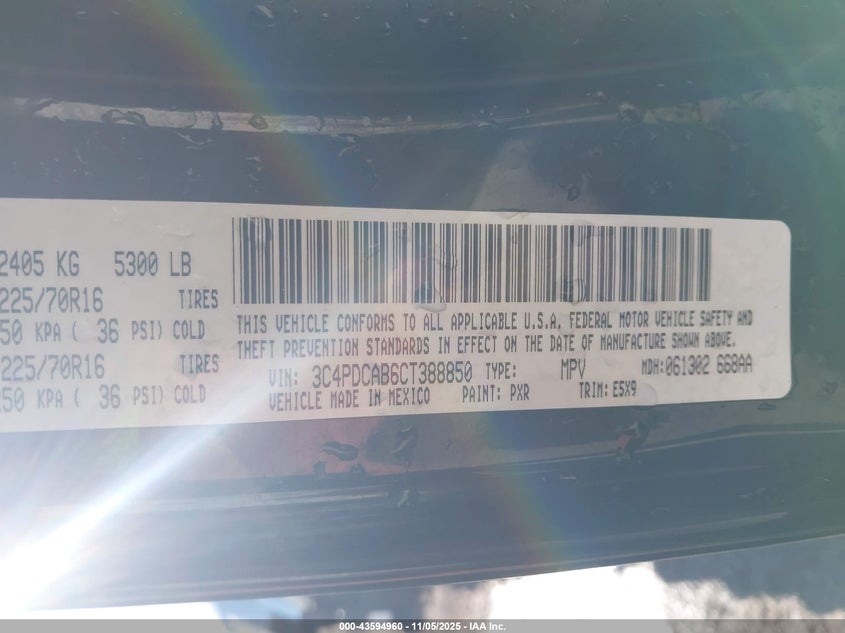 2405 KG 5300 LB
225/70R16 TIRES
50 KPA ( 36 PSI) COLD
225/70R16 TIRES
250 KPA ( 36 PSI) COLD
THIS VEHICLE CONFORMS TO ALL APPLICABLE U.S.A. FEDERAL MOTOR VEHICLE SAFETY AND
THEFT PREVENTION STANDARDS IN EFFECT ON THE DATE OF MANUFACTURE SHOWN ABOVE.
VIN: 3C4PDCAB6CT388850 TYPE: MPV MDH: 061302 668AA
VEHICLE MADE IN MEXICO PAINT: PXR TRIM: E5X9
000-43594960 - 11/05/2025 - IAA Inc.